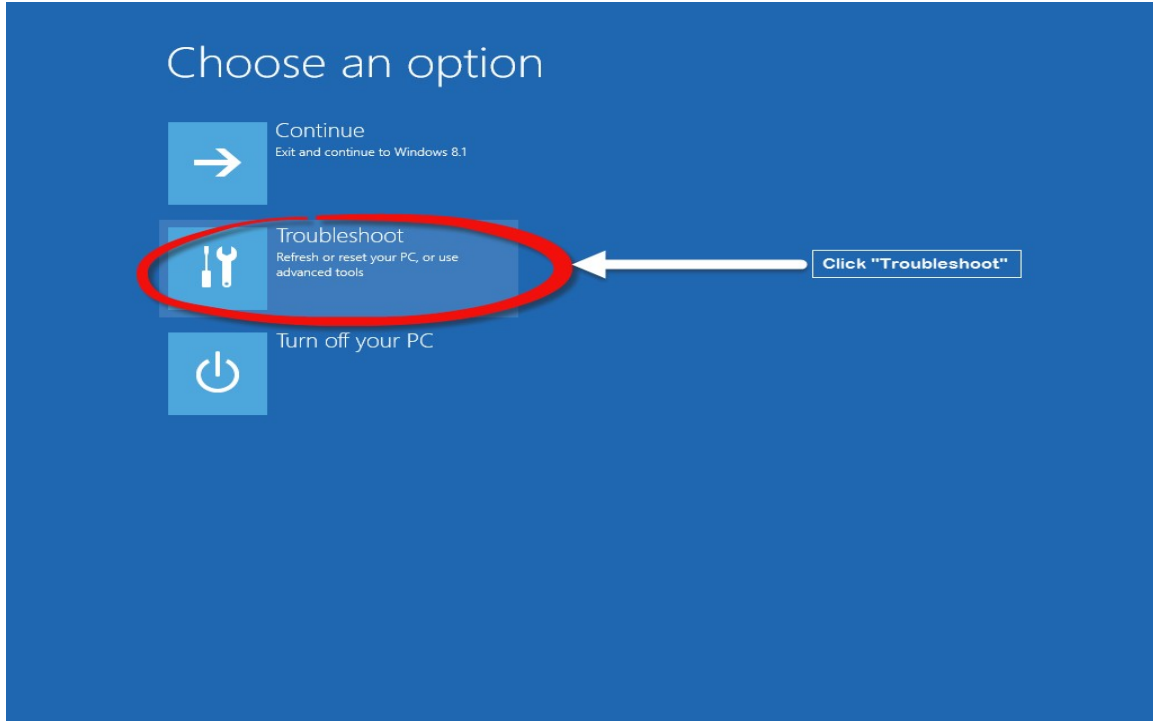 Choose an option
Continue
Exit and continue to Windows 8.1
Troubleshoot
Refresh or reset your PC, or use
advanced tools
Click "Troubleshoot"
Turn off your PC